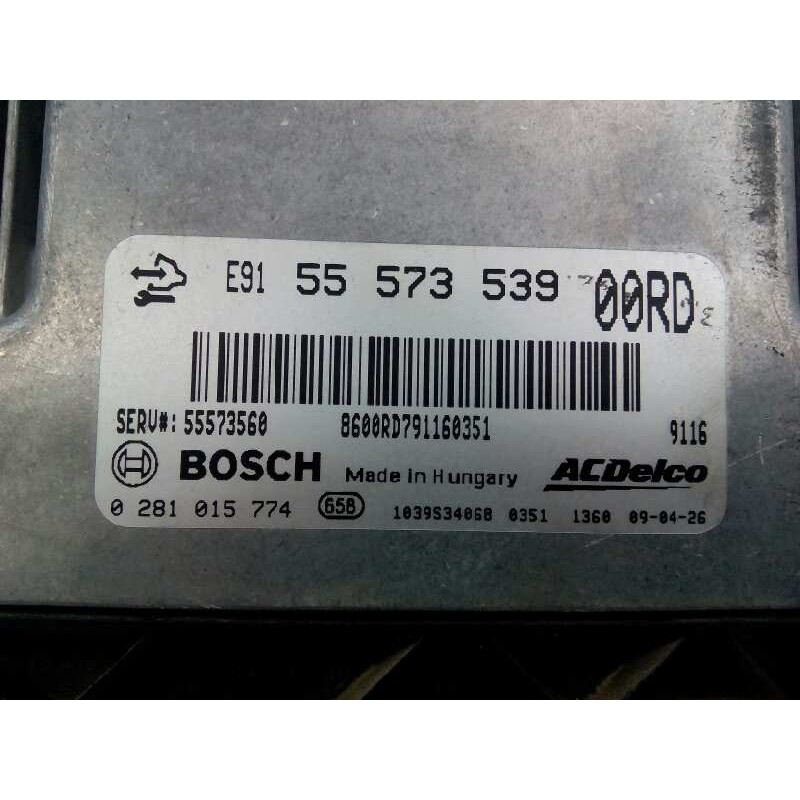 E91 55 573 539 00RD
SERV#: 55573560 8600RD791160351 9116
BOSCH Made in Hungary ACDelco
0 281 015 774 65B 1039S34068 0351 1360 09-04-26